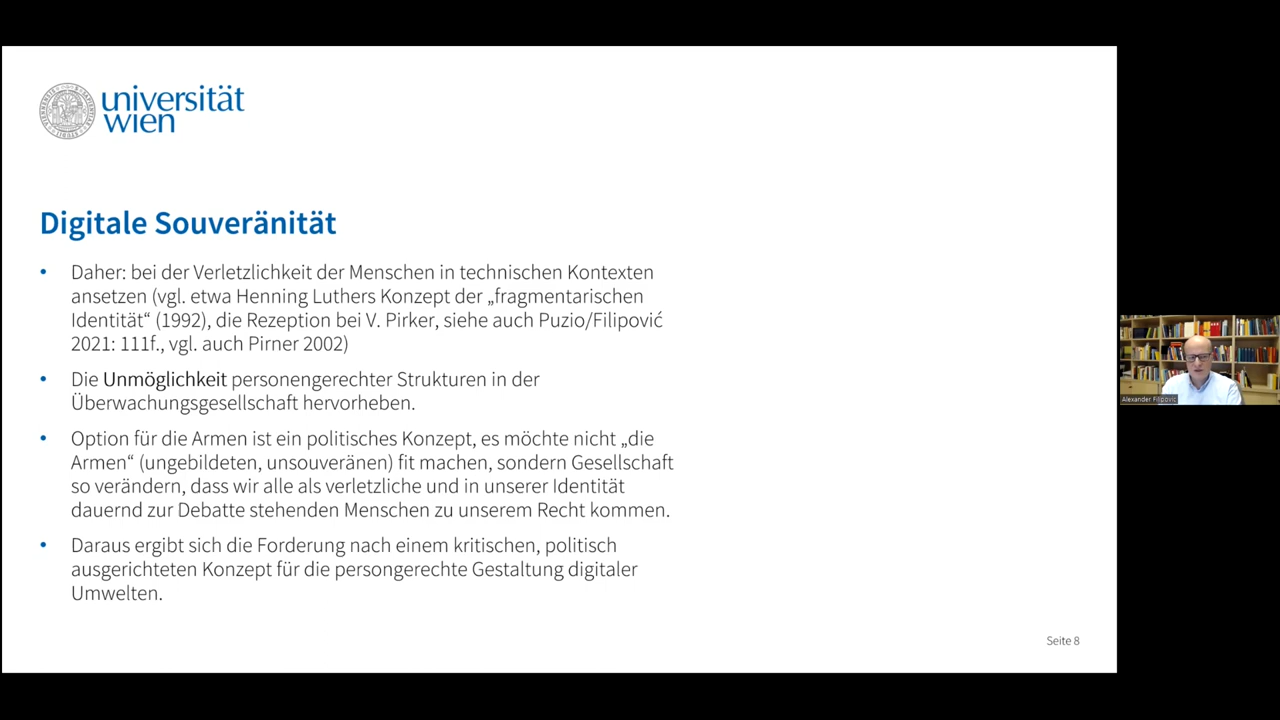 universität
wien
Digitale Souveränität
• Daher: bei der Verletzlichkeit der Menschen in technischen Kontexten
ansetzen (vgl. etwa Henning Luthers Konzept der „fragmentarischen
Identität“ (1992), die Rezeption bei V. Pirker, siehe auch Puzio/Filipović
2021: 111f., vgl. auch Pirner 2002)
• Die Unmöglichkeit personengerechter Strukturen in der
Überwachungsgesellschaft hervorheben.
• Option für die Armen ist ein politisches Konzept, es möchte nicht „die
Armen“ (ungebildeten, unsouveränen) fit machen, sondern Gesellschaft
so verändern, dass wir alle als verletzliche und in unserer Identität
dauernd zur Debatte stehenden Menschen zu unserem Recht kommen.
• Daraus ergibt sich die Forderung nach einem kritischen, politisch
ausgerichteten Konzept für die persongerechte Gestaltung digitaler
Umwelten.
Seite 8
Alexander Filipovic